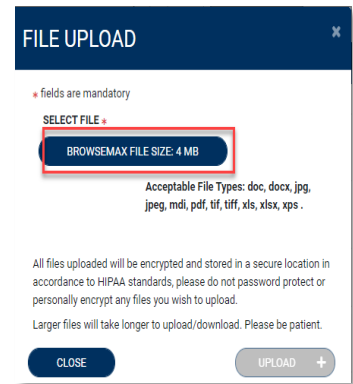 FILE UPLOAD x
* fields are mandatory
SELECT FILE *
BROWSEMAX FILE SIZE: 4 MB
Acceptable File Types: doc, docx, jpg,
jpeg, mdi, pdf, tif, tiff, xls, xlsx, xps .
All files uploaded will be encrypted and stored in a secure location in
accordance to HIPAA standards, please do not password protect or
personally encrypt any files you wish to upload.
Larger files will take longer to upload/download. Please be patient.
CLOSE UPLOAD +